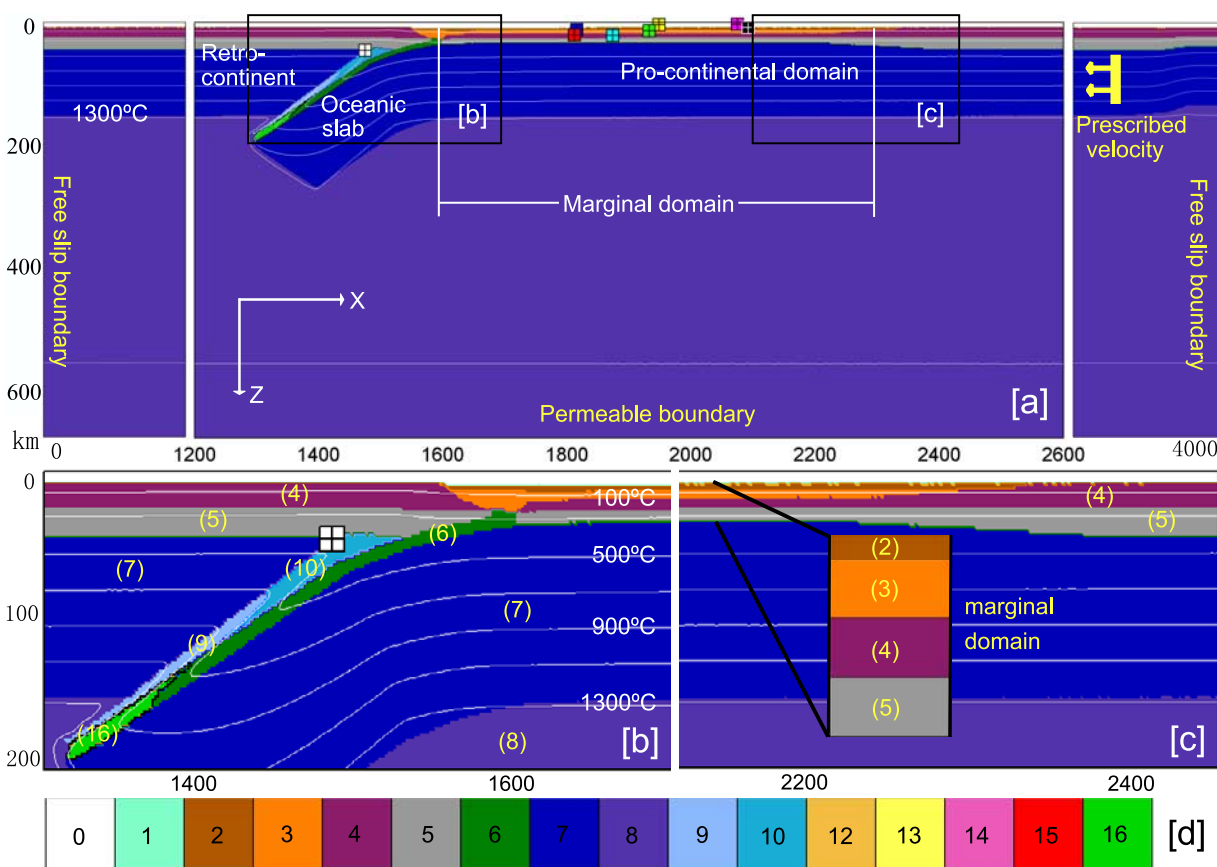 0
200
400
600
km
Retro-
continent
1300ºC
Oceanic
slab
[b]
Pro-continental domain
[c]
Prescribed
velocity
Marginal domain
Free slip boundary
Free slip boundary
X
Z
Permeable boundary
[a]
0 1200 1400 1600 1800 2000 2200 2400 2600 4000
0
100
200
(4)
(5)
(7)
(10)
(9)
(16)
(6)
(7)
(8)
100ºC
500ºC
900ºC
1300ºC
[b]
1400 1600
(4)
(5)
(2)
(3)
(4)
(5)
marginal
domain
[c]
2200 2400
0 1 2 3 4 5 6 7 8 9 10 12 13 14 15 16 [d]